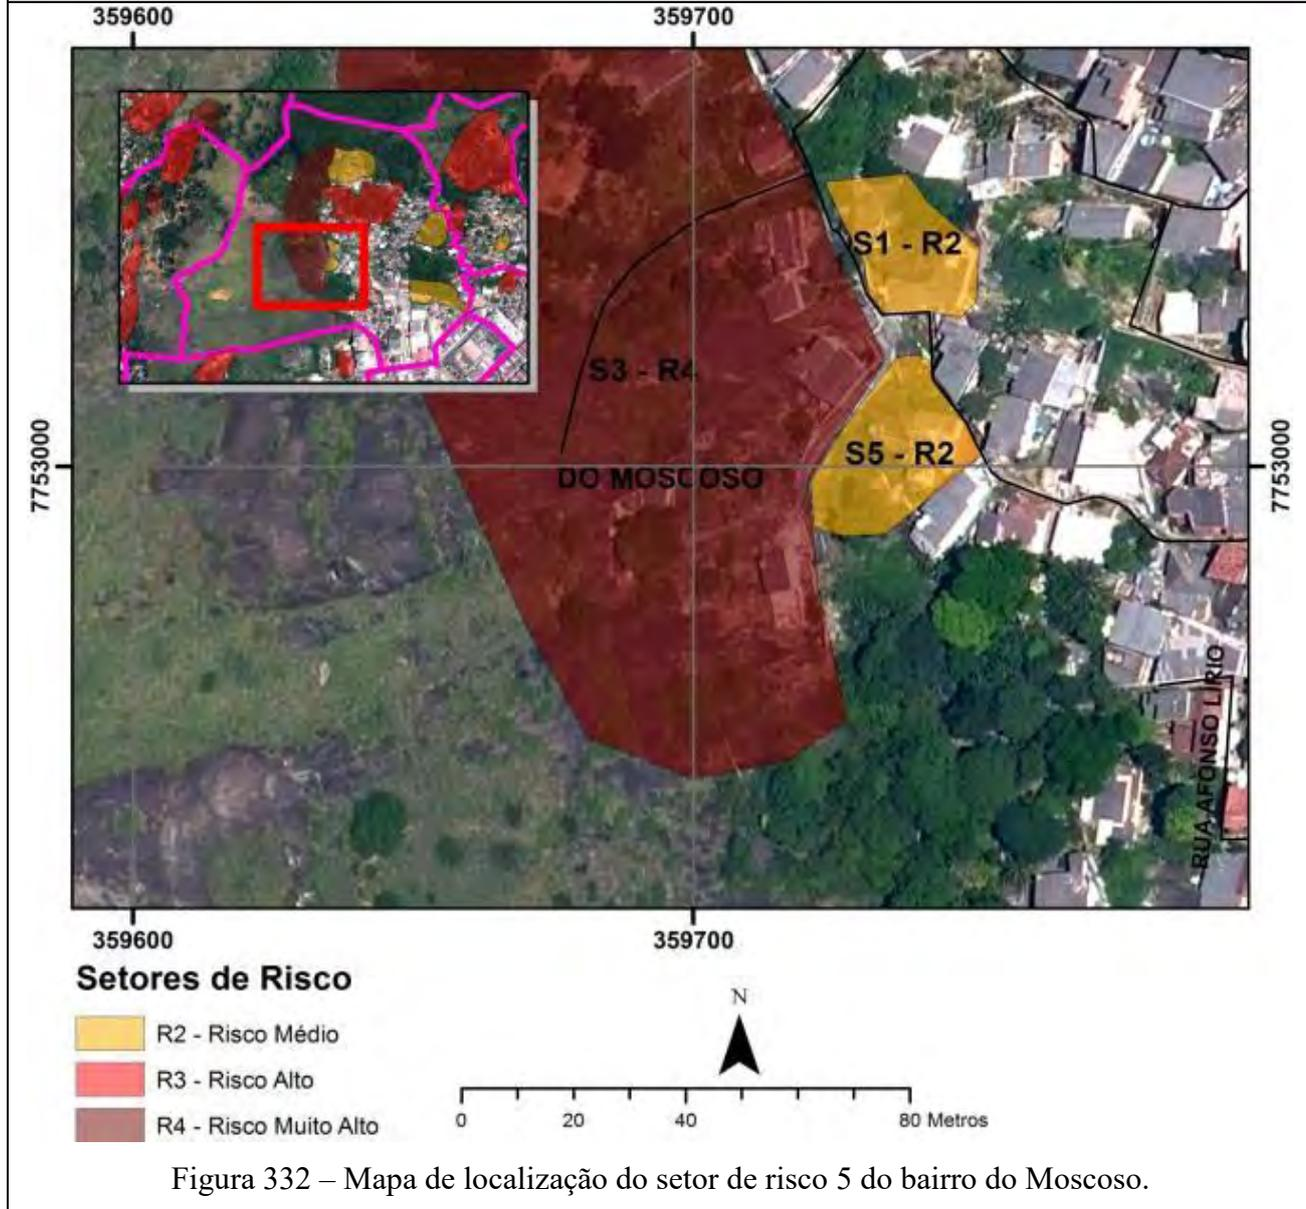 359600
359700
S1 - R2
S3 - R4
7753000
S5 - R2
7753000
DO MOSCOSO
RUA AFONSO LÍRIO
359600
359700
Setores de Risco
N
R2 - Risco Médio
R3 - Risco Alto
R4 - Risco Muito Alto
0 20 40 80 Metros
Figura 332 – Mapa de localização do setor de risco 5 do bairro do Moscoso.